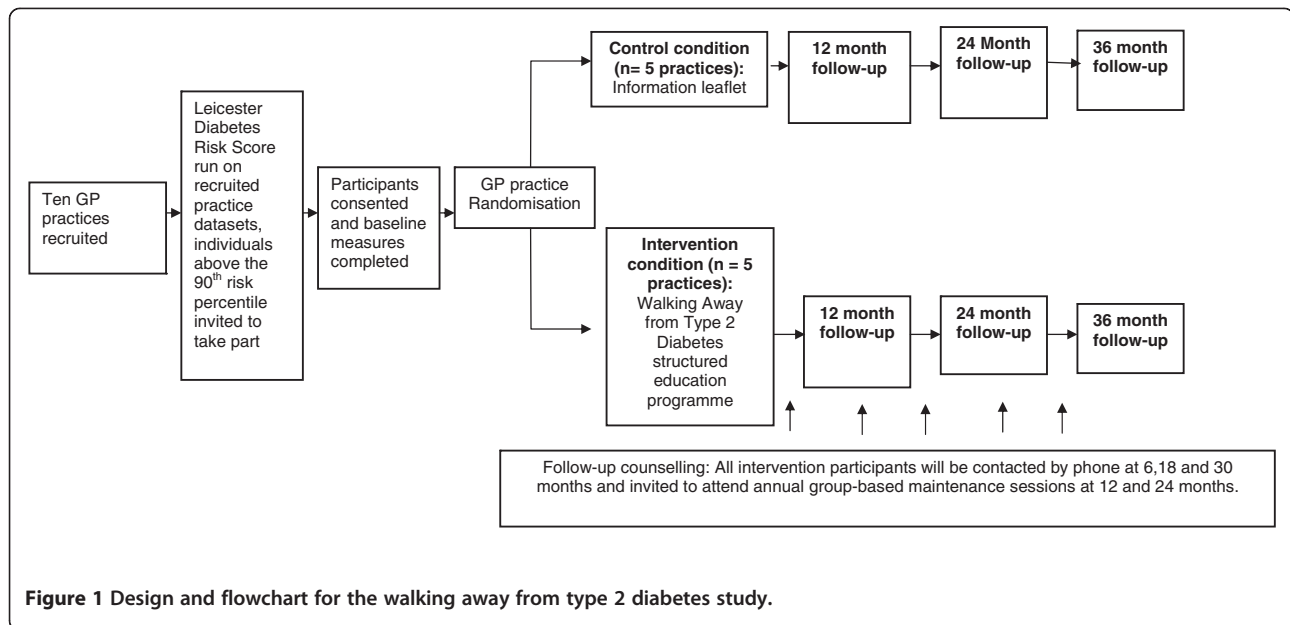 Ten GP
practices
recruited
Leicester
Diabetes
Risk Score
run on
recruited
practice
datasets,
individuals
above the
90th risk
percentile
invited to
take part
Participants
consented
and baseline
measures
completed
GP practice
Randomisation
Control condition
(n= 5 practices):
Information leaflet
12 month
follow-up
24 Month
follow-up
36 month
follow-up
Intervention
condition (n = 5
practices):
Walking Away
from Type 2
Diabetes
structured
education
programme
12 month
follow-up
24 month
follow-up
36 month
follow-up
Follow-up counselling: All intervention participants will be contacted by phone at 6,18 and 30
months and invited to attend annual group-based maintenance sessions at 12 and 24 months.
Figure 1 Design and flowchart for the walking away from type 2 diabetes study.